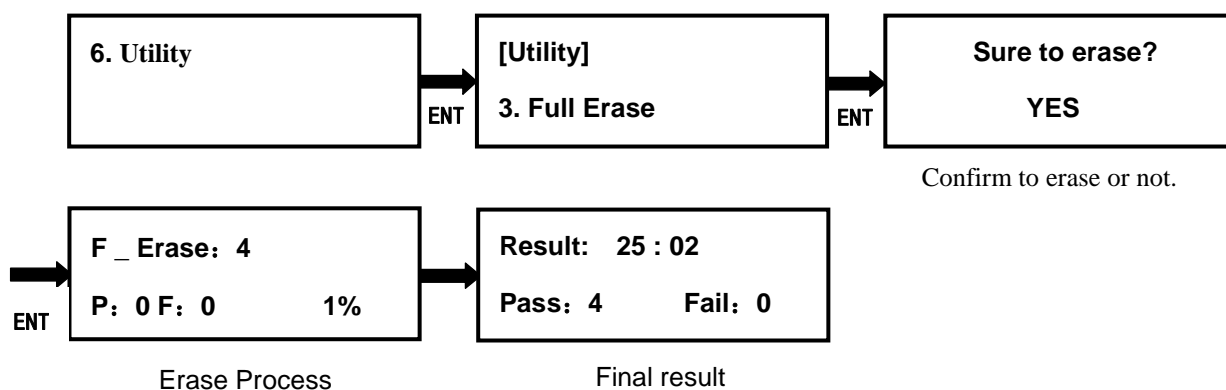 6. Utility
ENT
[Utility]
3. Full Erase
ENT
Sure to erase?
YES
Confirm to erase or not.
ENT
F _ Erase：4
P：0 F：0 1%
Erase Process
Result: 25 : 02
Pass：4 Fail：0
Final result